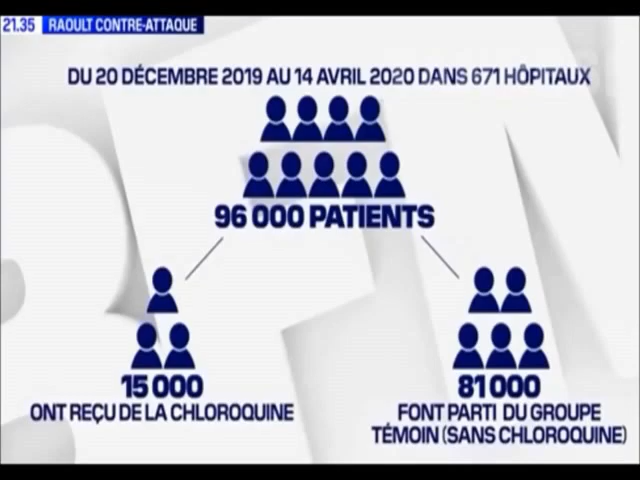 21.35 RAOULT CONTRE-ATTAQUE
DU 20 DÉCEMBRE 2019 AU 14 AVRIL 2020 DANS 671 HÔPITAUX
96 000 PATIENTS
15 000
ONT REÇU DE LA CHLOROQUINE
81 000
FONT PARTI DU GROUPE
TÉMOIN (SANS CHLOROQUINE)